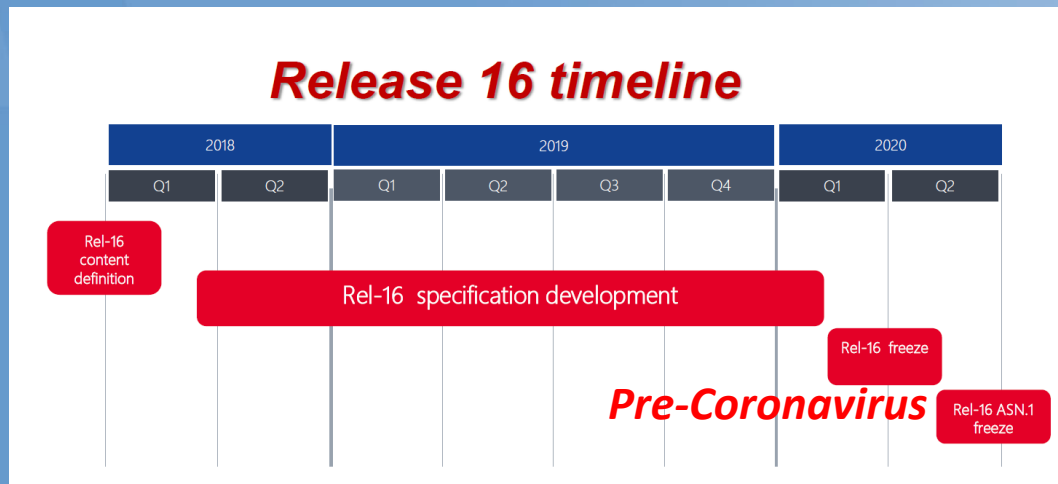 Release 16 timeline
2018 2019 2020
Q1 Q2 Q1 Q2 Q3 Q4 Q1 Q2
Rel-16
content
definition
Rel-16 specification development
Rel-16 freeze
Pre-Coronavirus
Rel-16 ASN.1
freeze